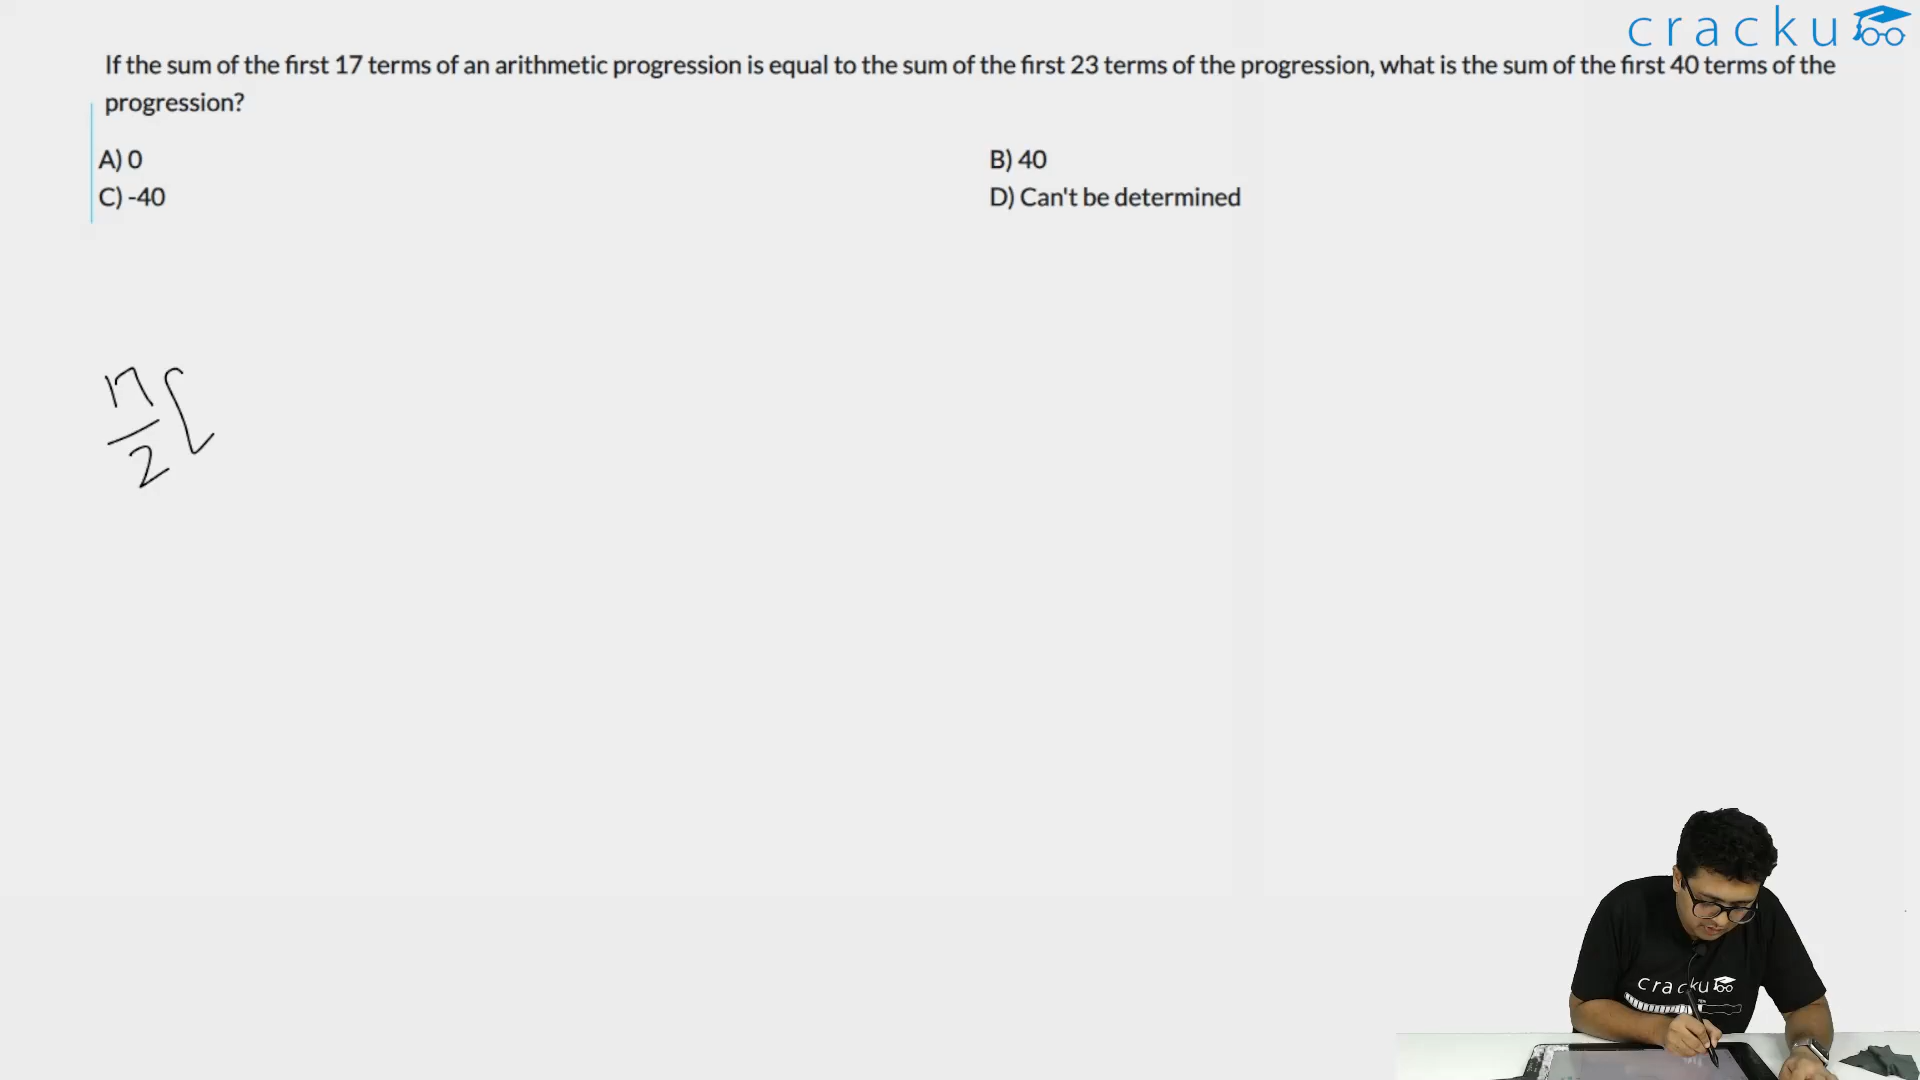 cracku
If the sum of the first 17 terms of an arithmetic progression is equal to the sum of the first 23 terms of the progression, what is the sum of the first 40 terms of the
progression?
A) 0
B) 40
C) -40
D) Can't be determined
17
2
[
cracku